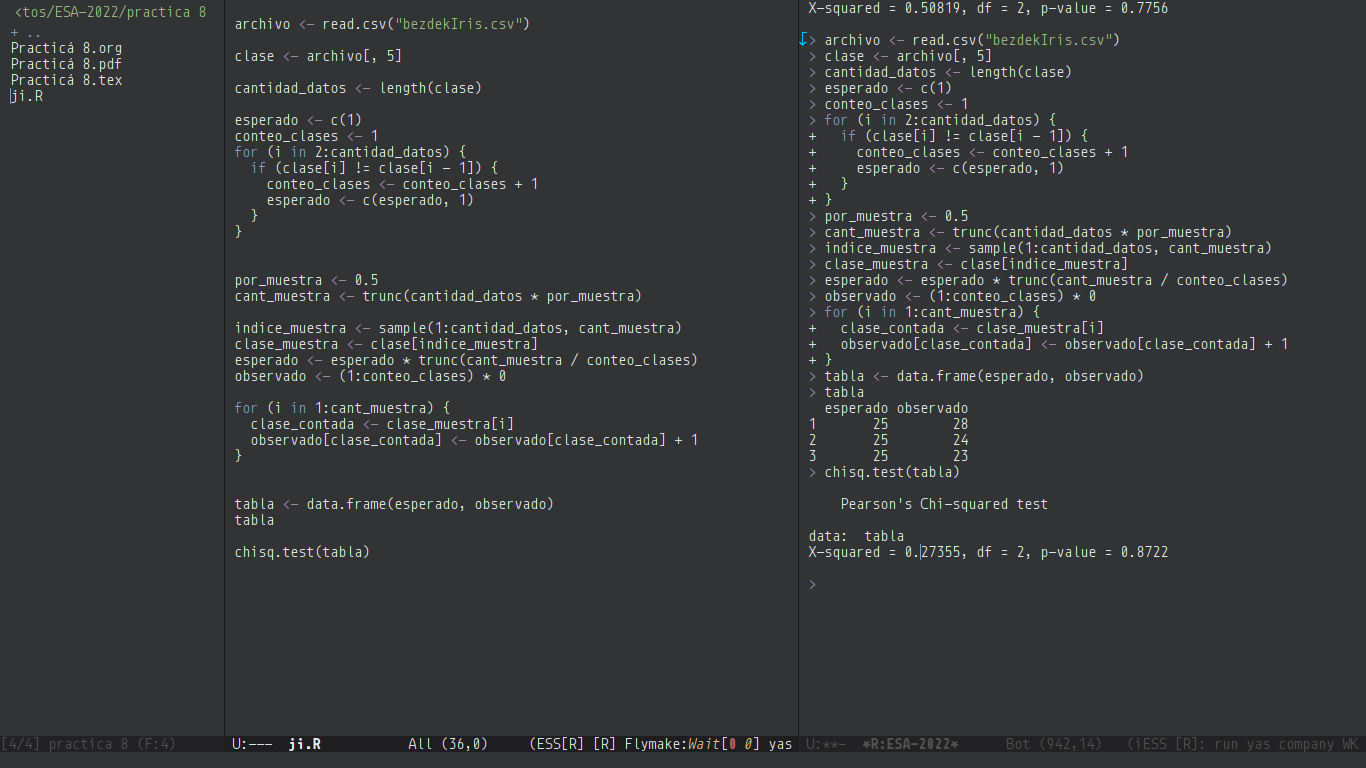 <tos/ESA-2022/practica 8
+ ..
Practicá 8.org
Practicá 8.pdf
Practicá 8.tex
ji.R
[4/4] practica 8 (F:4)
archivo <- read.csv("bezdekIris.csv")
clase <- archivo[, 5]
cantidad_datos <- length(clase)
esperado <- c(1)
conteo_clases <- 1
for (i in 2:cantidad_datos) {
  if (clase[i] != clase[i - 1]) {
    conteo_clases <- conteo_clases + 1
    esperado <- c(esperado, 1)
  }
}
por_muestra <- 0.5
cant_muestra <- trunc(cantidad_datos * por_muestra)
indice_muestra <- sample(1:cantidad_datos, cant_muestra)
clase_muestra <- clase[indice_muestra]
esperado <- esperado * trunc(cant_muestra / conteo_clases)
observado <- (1:conteo_clases) * 0
for (i in 1:cant_muestra) {
  clase_contada <- clase_muestra[i]
  observado[clase_contada] <- observado[clase_contada] + 1
}
tabla <- data.frame(esperado, observado)
tabla
chisq.test(tabla)
U:---  ji.R           All (36,0)     (ESS[R] [R] Flymake:Wait[0 0] yas
X-squared = 0.50819, df = 2, p-value = 0.7756
> archivo <- read.csv("bezdekIris.csv")
> clase <- archivo[, 5]
> cantidad_datos <- length(clase)
> esperado <- c(1)
> conteo_clases <- 1
> for (i in 2:cantidad_datos) {
+   if (clase[i] != clase[i - 1]) {
+     conteo_clases <- conteo_clases + 1
+     esperado <- c(esperado, 1)
+   }
+ }
> por_muestra <- 0.5
> cant_muestra <- trunc(cantidad_datos * por_muestra)
> indice_muestra <- sample(1:cantidad_datos, cant_muestra)
> clase_muestra <- clase[indice_muestra]
> esperado <- esperado * trunc(cant_muestra / conteo_clases)
> observado <- (1:conteo_clases) * 0
> for (i in 1:cant_muestra) {
+   clase_contada <- clase_muestra[i]
+   observado[clase_contada] <- observado[clase_contada] + 1
+ }
> tabla <- data.frame(esperado, observado)
> tabla
  esperado observado
1       25        28
2       25        24
3       25        23
> chisq.test(tabla)
    Pearson's Chi-squared test
data:  tabla
X-squared = 0.27355, df = 2, p-value = 0.8722
>
U:**-  *R:ESA-2022*      Bot (942,14)   (iESS [R]: run yas company WK